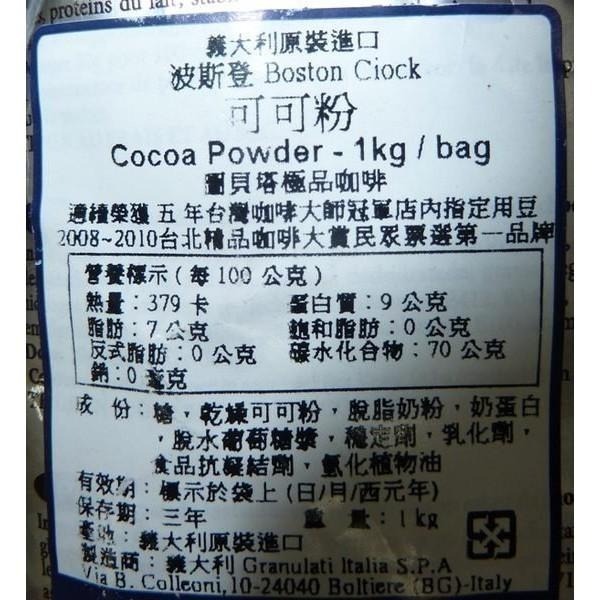 proteins du lait, stab
義大利原裝進口
波斯登 Boston Ciock
可可粉
Cocoa Powder - 1kg / bag
圖貝塔極品咖啡
連續榮獲 五 年台灣咖啡大師冠軍店內指定用豆
2008~2010台北精品咖啡大賞民眾票選第一品牌
營養標示 ( 每 100 公克 )
熱量：379 卡 蛋白質：9 公克
脂肪：7 公克 飽和脂肪：0 公克
反式脂肪：0 公克 碳水化合物：70 公克
鈉：0 毫克
成 份：糖，乾燥可可粉，脫脂奶粉，奶蛋白
，脫水葡萄糖漿，穩定劑，乳化劑，
食品抗凝結劑，氫化植物油
有效期：標示於袋上 (日/月/西元年)
保存期：三年 重 量：1kg
產地：義大利原裝進口
製造商：義大利 Granulati Italia S.P.A
Via B. Colleoni, 10-24040 Boltiere (BG)-Italy